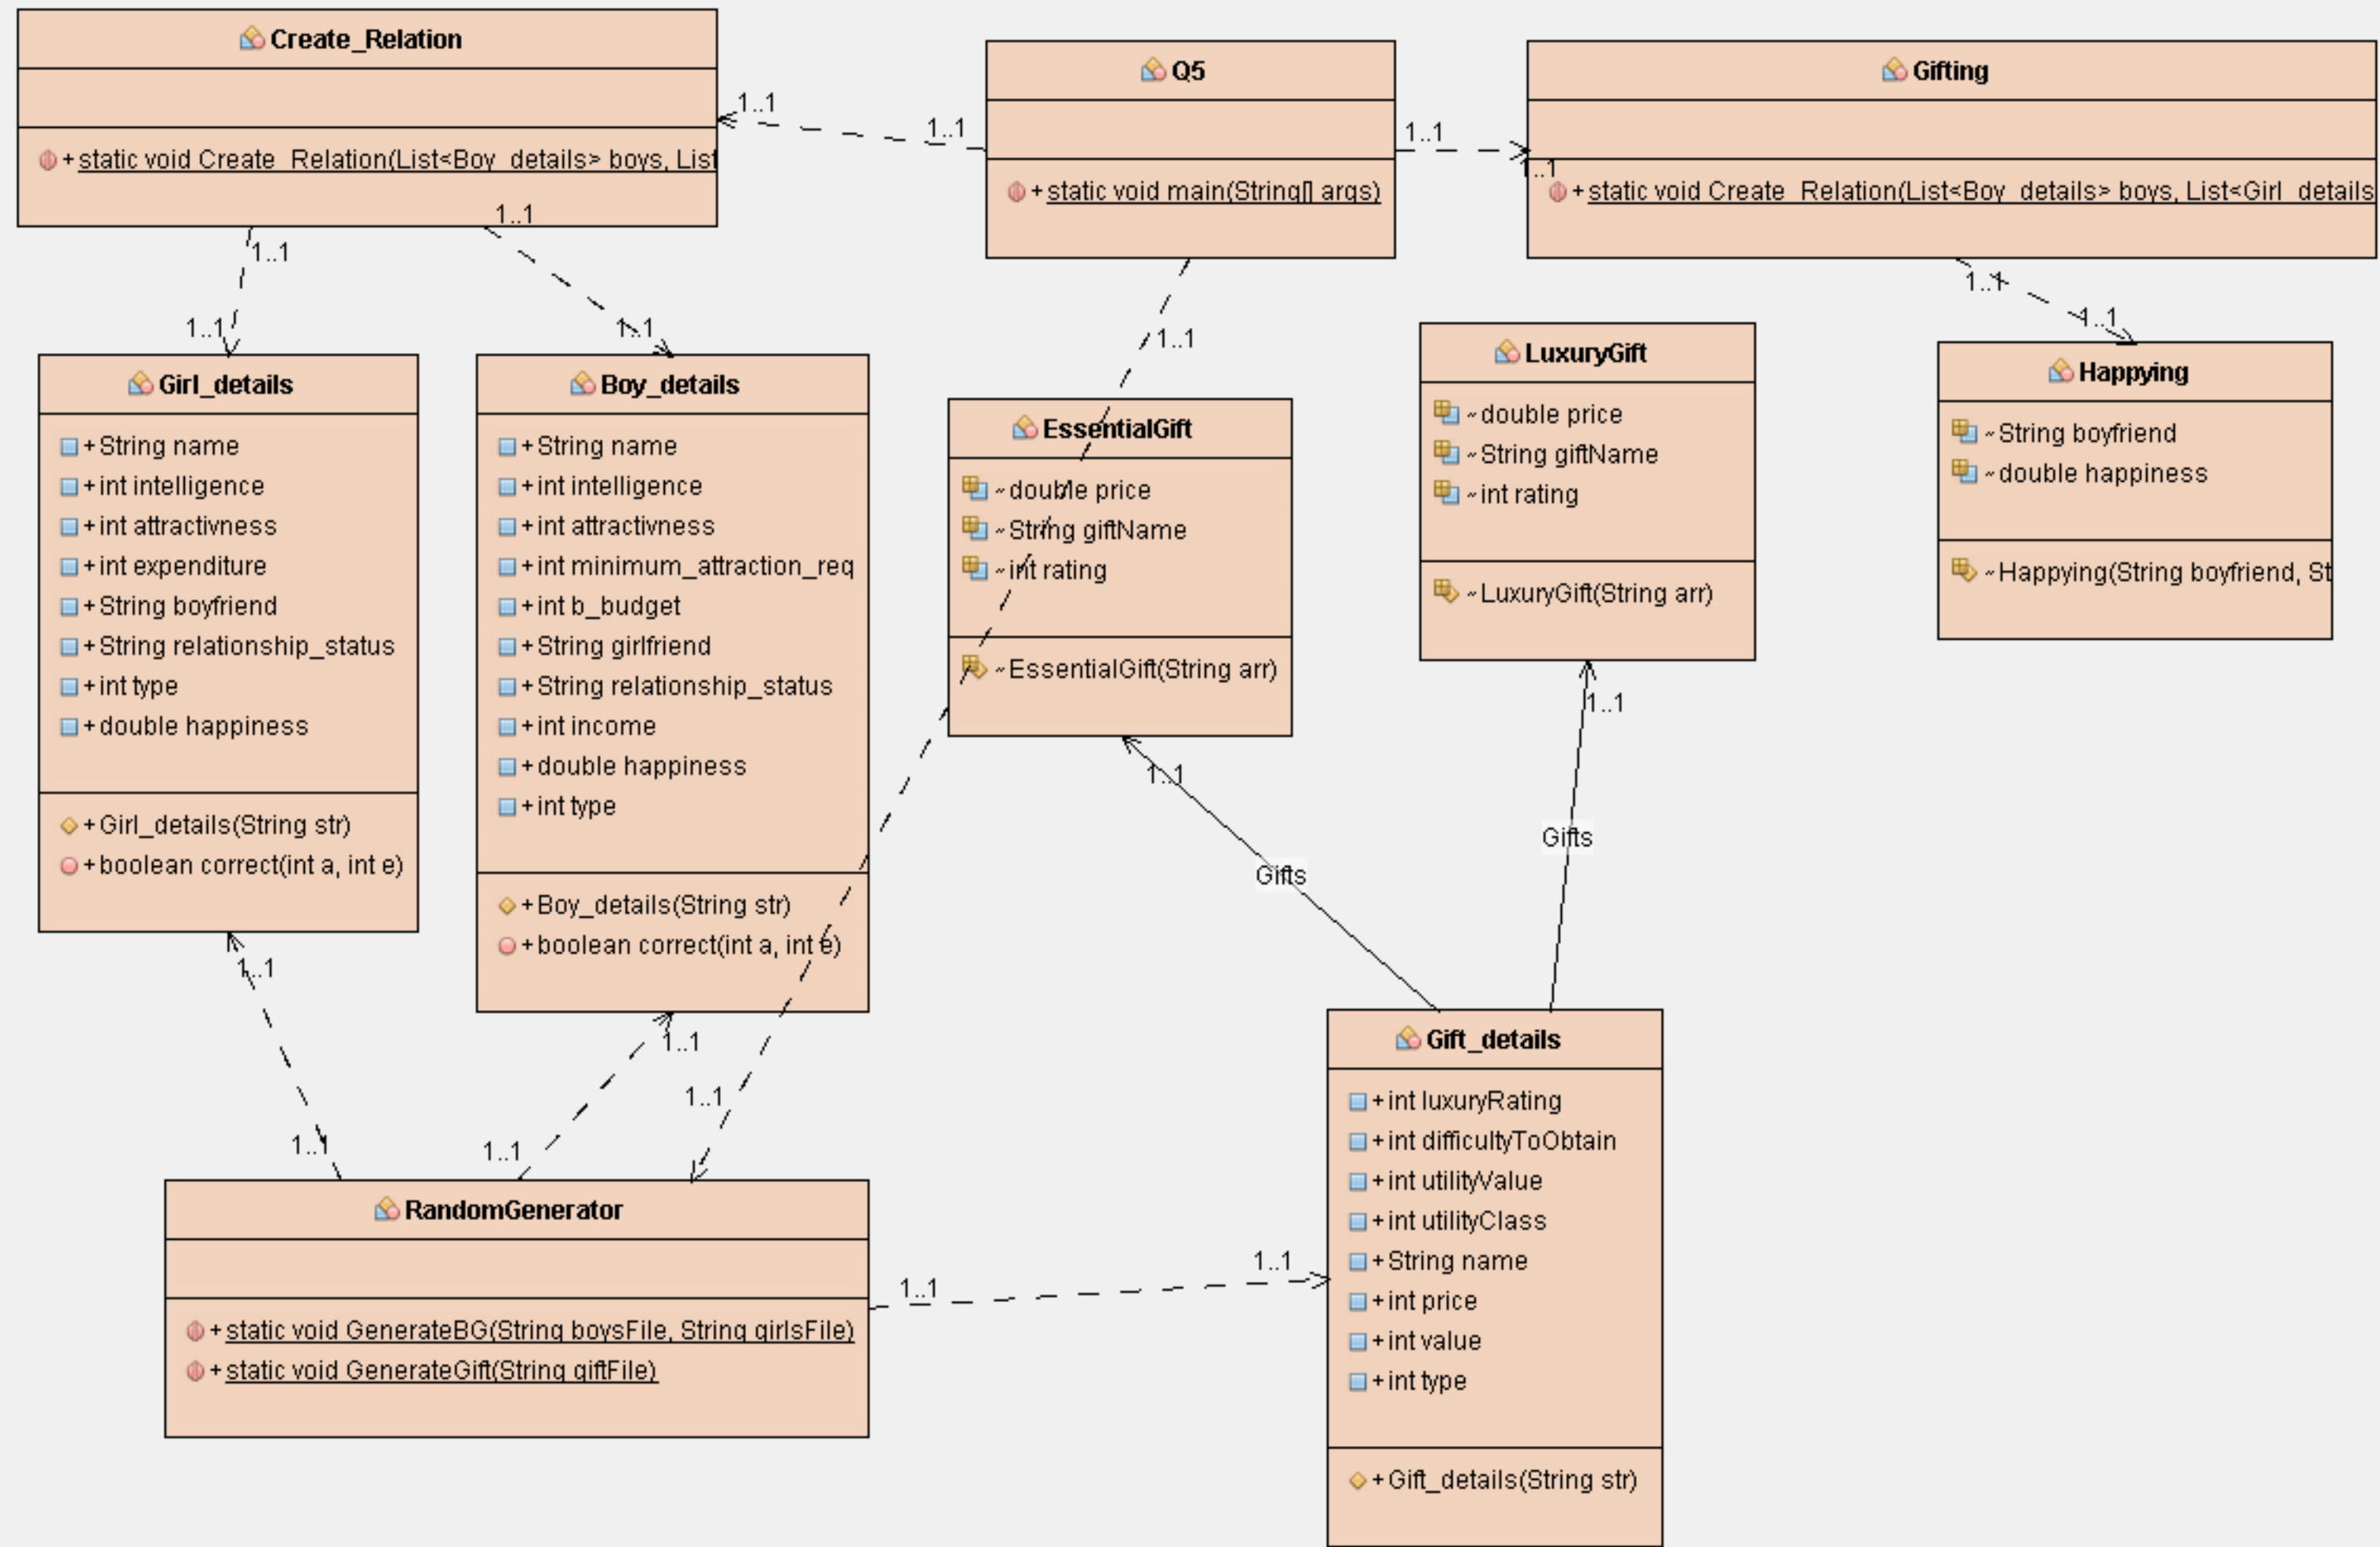 Create_Relation
+ static void Create_Relation(List<Boy_details> boys, List
Q5
+ static void main(String[] args)
Gifting
+ static void Create_Relation(List<Boy_details> boys, List<Girl_details
1..1
1..1
1..1
1..1
1..1
1..1
1..1
1..1
1..1
1..1
1..1
Girl_details
+ String name
+ int intelligence
+ int attractivness
+ int expenditure
+ String boyfriend
+ String relationship_status
+ int type
+ double happiness
+ Girl_details(String str)
+ boolean correct(int a, int e)
Boy_details
+ String name
+ int intelligence
+ int attractivness
+ int minimum_attraction_req
+ int b_budget
+ String girlfriend
+ String relationship_status
+ int income
+ double happiness
+ int type
+ Boy_details(String str)
+ boolean correct(int a, int e)
EssentialGift
~ double price
~ String giftName
~ int rating
~ EssentialGift(String arr)
LuxuryGift
~ double price
~ String giftName
~ int rating
~ LuxuryGift(String arr)
Happying
~ String boyfriend
~ double happiness
~ Happying(String boyfriend, St
1..1
1..1
Gifts
Gifts
1..1
1..1
1..1
1..1
1..1
RandomGenerator
+ static void GenerateBG(String boysFile, String girlsFile)
+ static void GenerateGift(String giftFile)
1..1
1..1
Gift_details
+ int luxuryRating
+ int difficultyToObtain
+ int utilityValue
+ int utilityClass
+ String name
+ int price
+ int value
+ int type
+ Gift_details(String str)